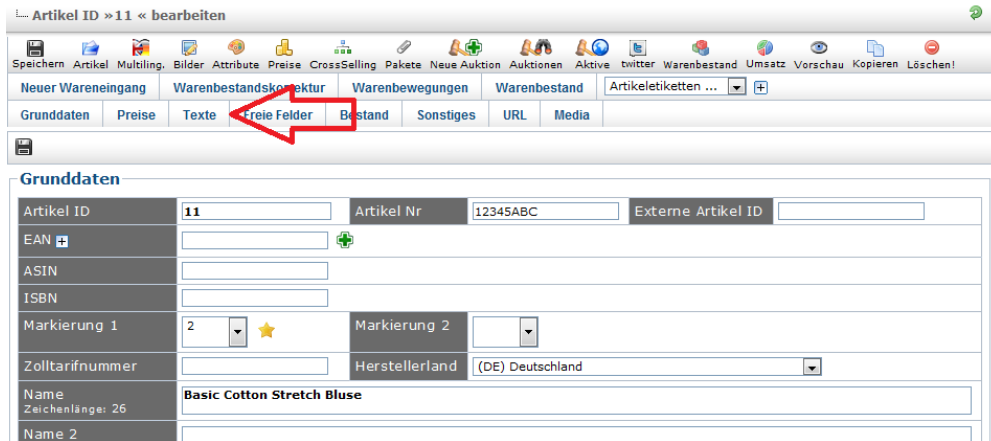 Artikel ID »11 « bearbeiten
Speichern Artikel Multiling. Bilder Attribute Preise CrossSelling Pakete Neue Auktion Auktionen Aktive twitter Warenbestand Umsatz Vorschau Kopieren Löschen!
Neuer Wareneingang Warenbestandskorrektur Warenbewegungen Warenbestand Artikeletiketten ...
Grunddaten Preise Texte Freie Felder Bestand Sonstiges URL Media
Grunddaten
Artikel ID 11 Artikel Nr 12345ABC Externe Artikel ID
EAN
ASIN
ISBN
Markierung 1 2 Markierung 2
Zolltarifnummer Herstellerland (DE) Deutschland
Name Basic Cotton Stretch Bluse
Zeichenlänge: 26
Name 2